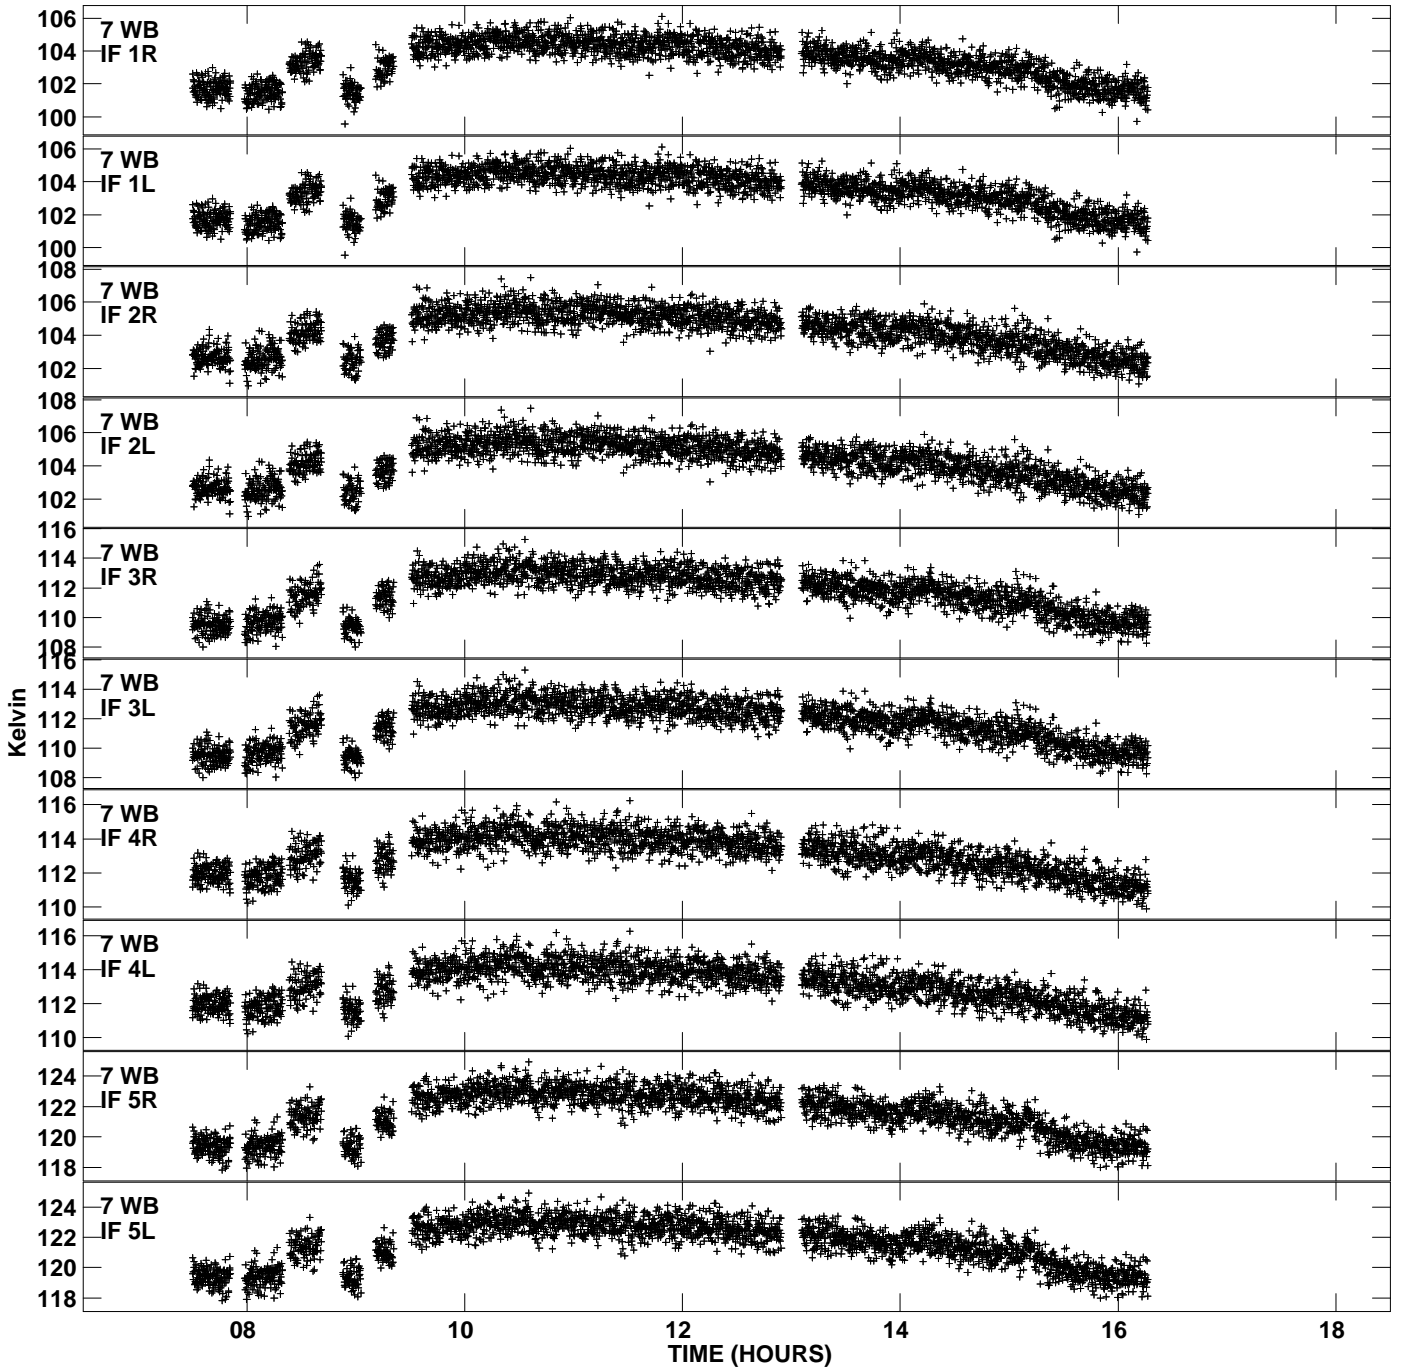 106
104
102
100
7 WB
IF 1R
106
104
102
100
7 WB
IF 1L
108
106
104
102
7 WB
IF 2R
108
106
104
102
7 WB
IF 2L
116
114
112
110
108
7 WB
IF 3R
116
114
112
110
108
7 WB
IF 3L
116
114
112
110
7 WB
IF 4R
116
114
112
110
7 WB
IF 4L
124
122
120
118
7 WB
IF 5R
124
122
120
118
7 WB
IF 5L
Kelvin
08 10 12 14 16 18
TIME (HOURS)